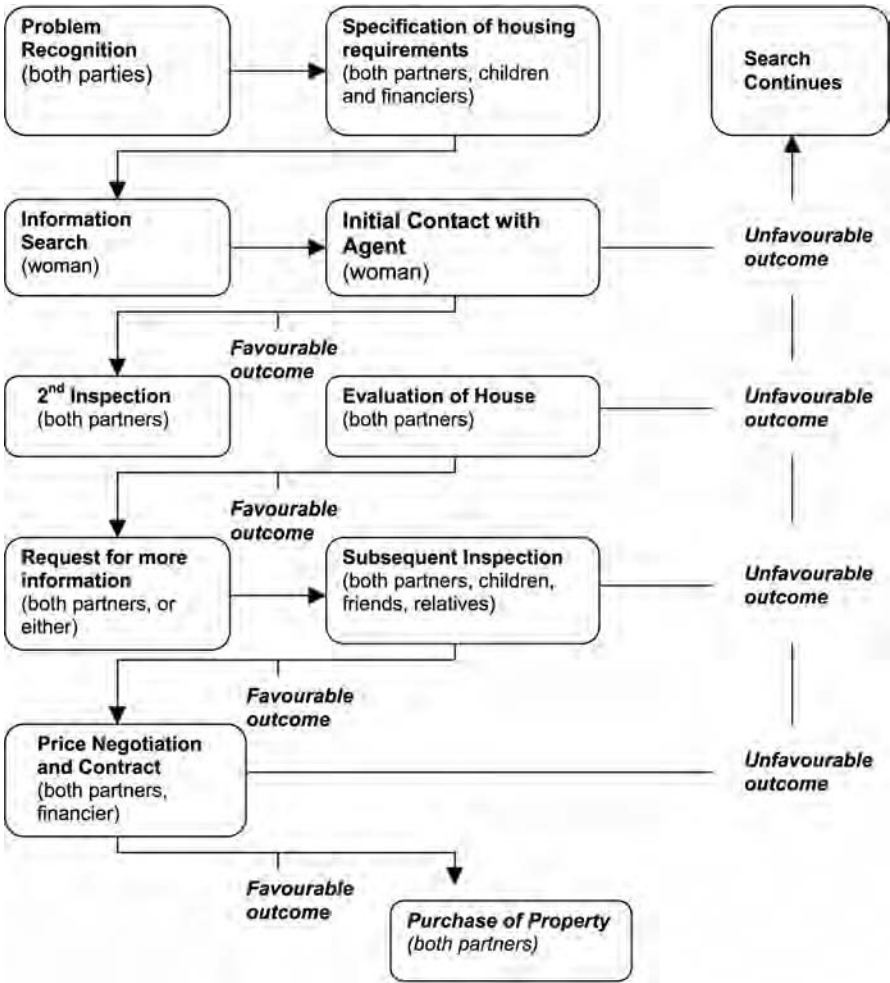 Problem
Recognition
(both parties)
Specification of housing
requirements
(both partners, children
and financiers)
Search
Continues
Information
Search
(woman)
Initial Contact with
Agent
(woman)
Unfavourable
outcome
Favourable
outcome
2nd Inspection
(both partners)
Evaluation of House
(both partners)
Unfavourable
outcome
Favourable
outcome
Request for more
information
(both partners, or
either)
Subsequent Inspection
(both partners, children,
friends, relatives)
Unfavourable
outcome
Favourable
outcome
Price Negotiation
and Contract
(both partners,
financier)
Unfavourable
outcome
Favourable
outcome
Purchase of Property
(both partners)